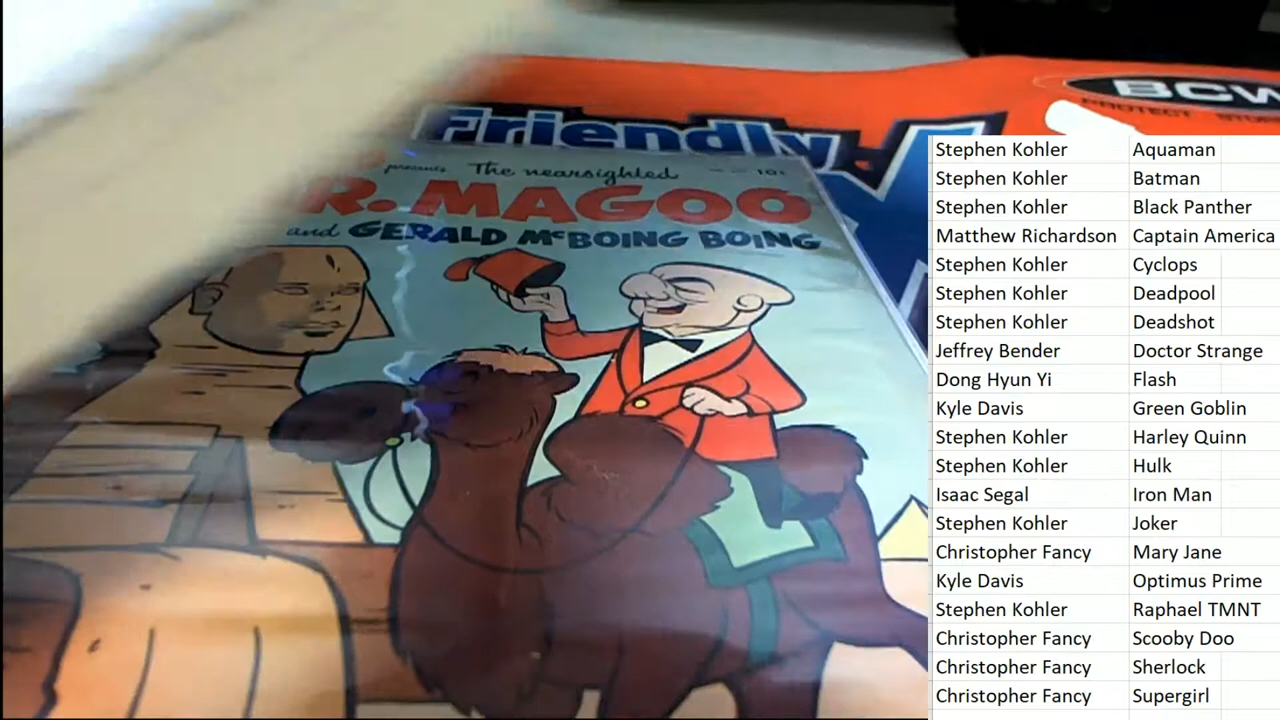 BCW
PROTECT
Friendly
presents The nearsighted
10¢
R. MAGOO
and GERALD McBOING BOING
Stephen Kohler Aquaman
Stephen Kohler Batman
Stephen Kohler Black Panther
Matthew Richardson Captain America
Stephen Kohler Cyclops
Stephen Kohler Deadpool
Stephen Kohler Deadshot
Jeffrey Bender Doctor Strange
Dong Hyun Yi Flash
Kyle Davis Green Goblin
Stephen Kohler Harley Quinn
Stephen Kohler Hulk
Isaac Segal Iron Man
Stephen Kohler Joker
Christopher Fancy Mary Jane
Kyle Davis Optimus Prime
Stephen Kohler Raphael TMNT
Christopher Fancy Scooby Doo
Christopher Fancy Sherlock
Christopher Fancy Supergirl